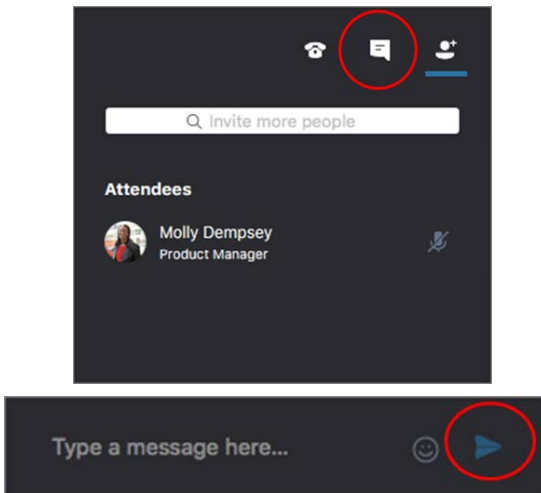 Invite more people
Attendees
Molly Dempsey
Product Manager
Type a message here...